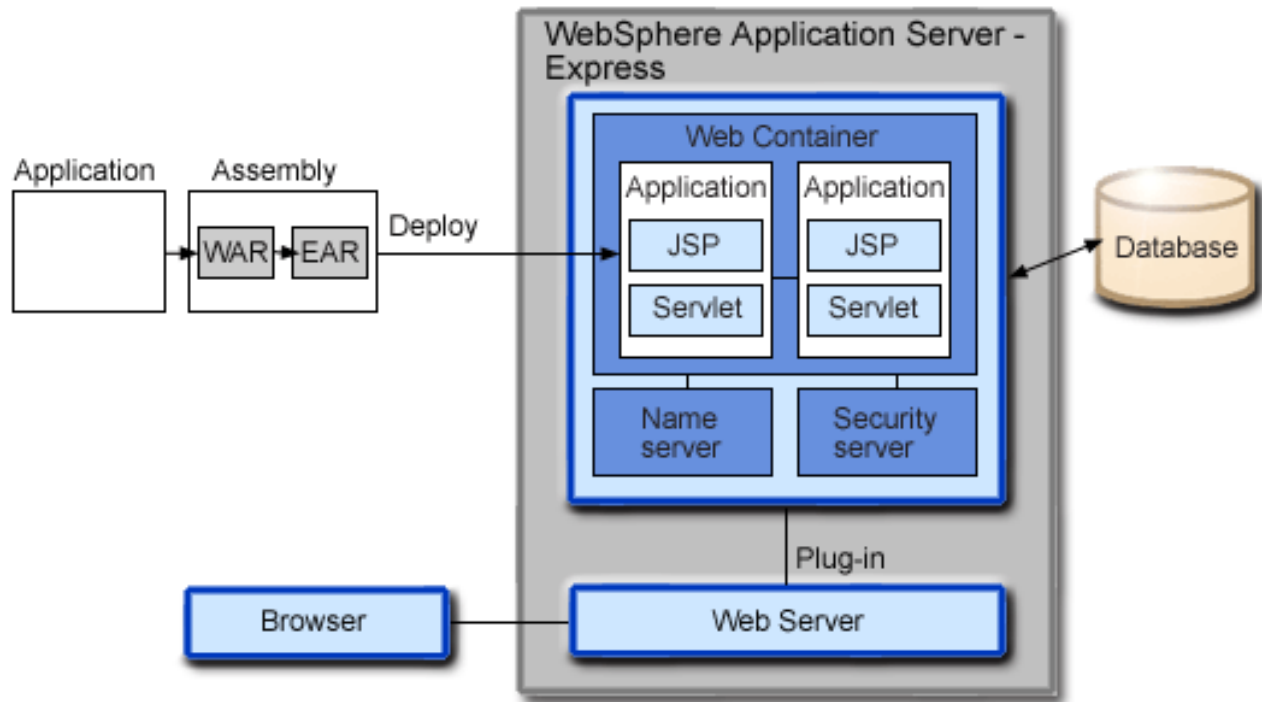 WebSphere Application Server -
Express
Web Container
Application
Assembly
Application
Application
Deploy
WAR
EAR
JSP
JSP
Database
Servlet
Servlet
Name
server
Security
server
Plug-in
Browser
Web Server